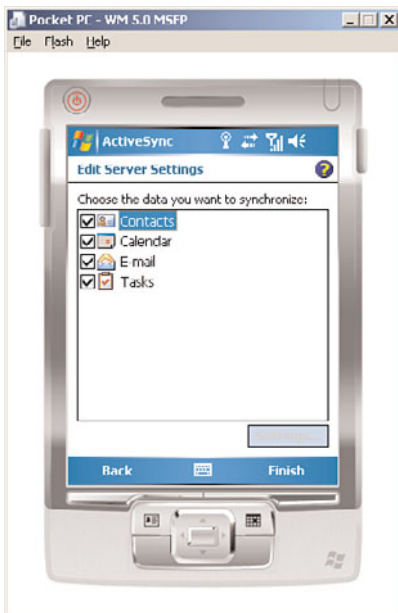 Pocket PC - WM 5.0 MSFP
File Flash Help
ActiveSync
Edit Server Settings
Choose the data you want to synchronize:
Contacts
Calendar
E-mail
Tasks
Back Finish